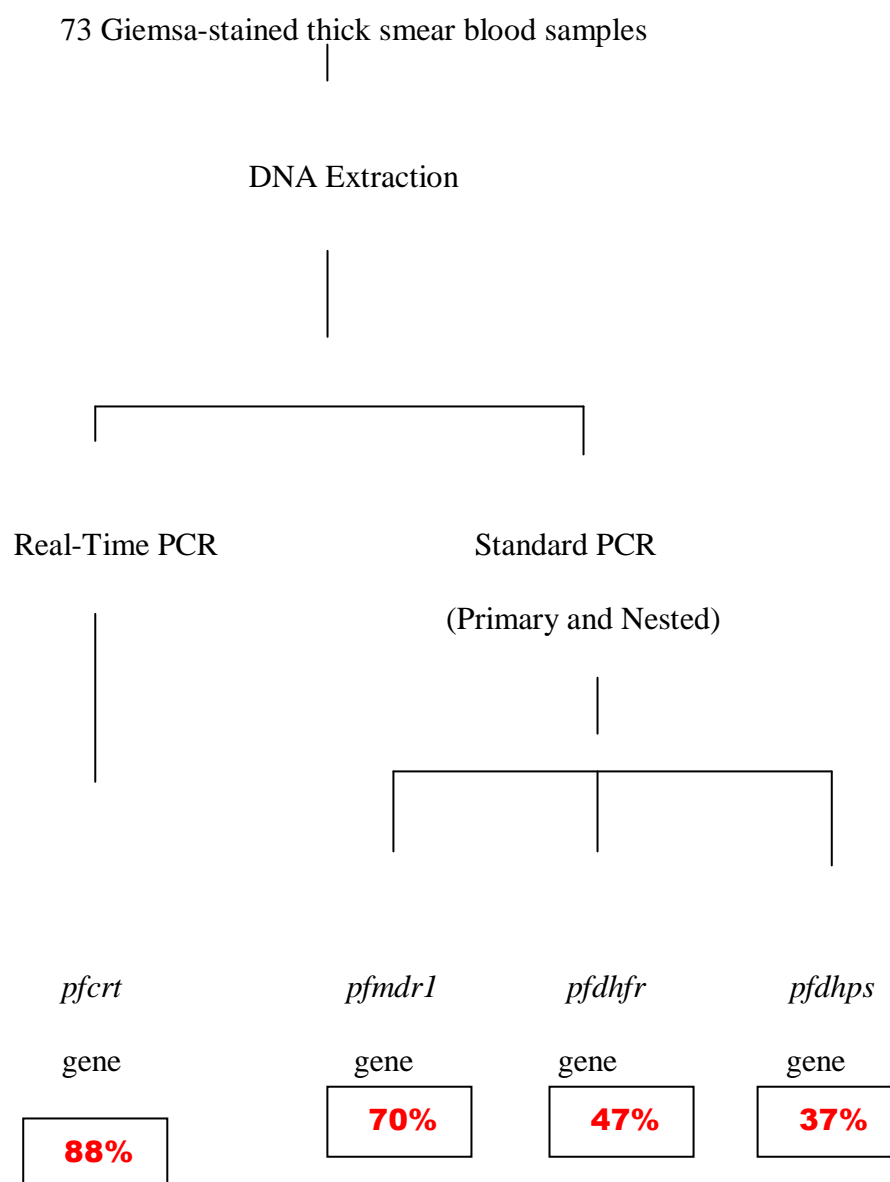 73 Giemsa-stained thick smear blood samples
DNA Extraction
Real-Time PCR
Standard PCR
(Primary and Nested)
pfcrt
gene
88%
pfmdr1
gene
70%
pfdhfr
gene
47%
pfdhps
gene
37%